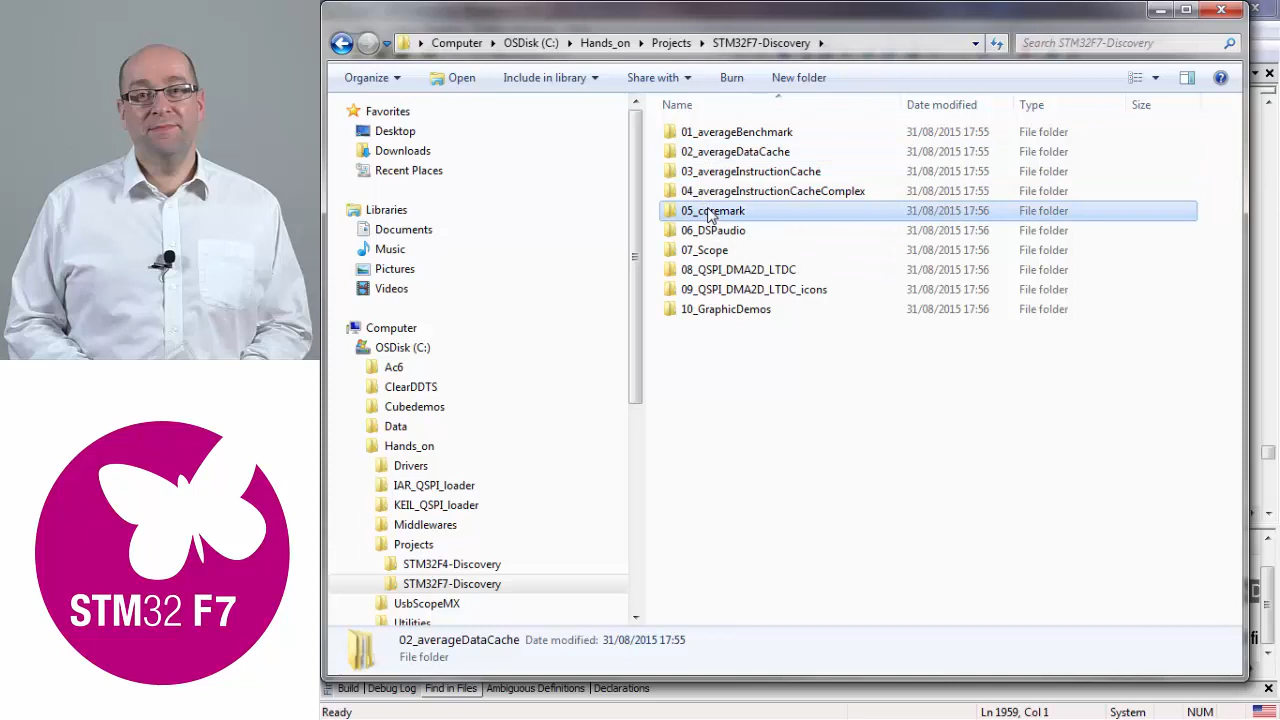 Computer
OSDisk (C:)
Hands_on
Projects
STM32F7-Discovery
Search STM32F7-Discovery
Organize
Open
Include in library
Share with
Burn
New folder
Favorites
Desktop
Downloads
Recent Places
Libraries
Documents
Music
Pictures
Videos
Computer
OSDisk (C:)
Ac6
ClearDDTS
Cubedemos
Data
Hands_on
Drivers
IAR_QSPI_loader
KEIL_QSPI_loader
Middlewares
Projects
STM32F4-Discovery
STM32F7-Discovery
UsbScopeMX
Utilities
Name Date modified Type Size
01_averageBenchmark 31/08/2015 17:55 File folder
02_averageDataCache 31/08/2015 17:55 File folder
03_averageInstructionCache 31/08/2015 17:55 File folder
04_averageInstructionCacheComplex 31/08/2015 17:55 File folder
05_coremark 31/08/2015 17:56 File folder
06_DSPaudio 31/08/2015 17:56 File folder
07_Scope 31/08/2015 17:56 File folder
08_QSPI_DMA2D_LTDC 31/08/2015 17:56 File folder
09_QSPI_DMA2D_LTDC_icons 31/08/2015 17:56 File folder
10_GraphicDemos 31/08/2015 17:56 File folder
02_averageDataCache Date modified: 31/08/2015 17:55
File folder
STM32 F7
Build Debug Log Find in Files Ambiguous Definitions Declarations
Ready Ln 1959, Col 1 System NUM